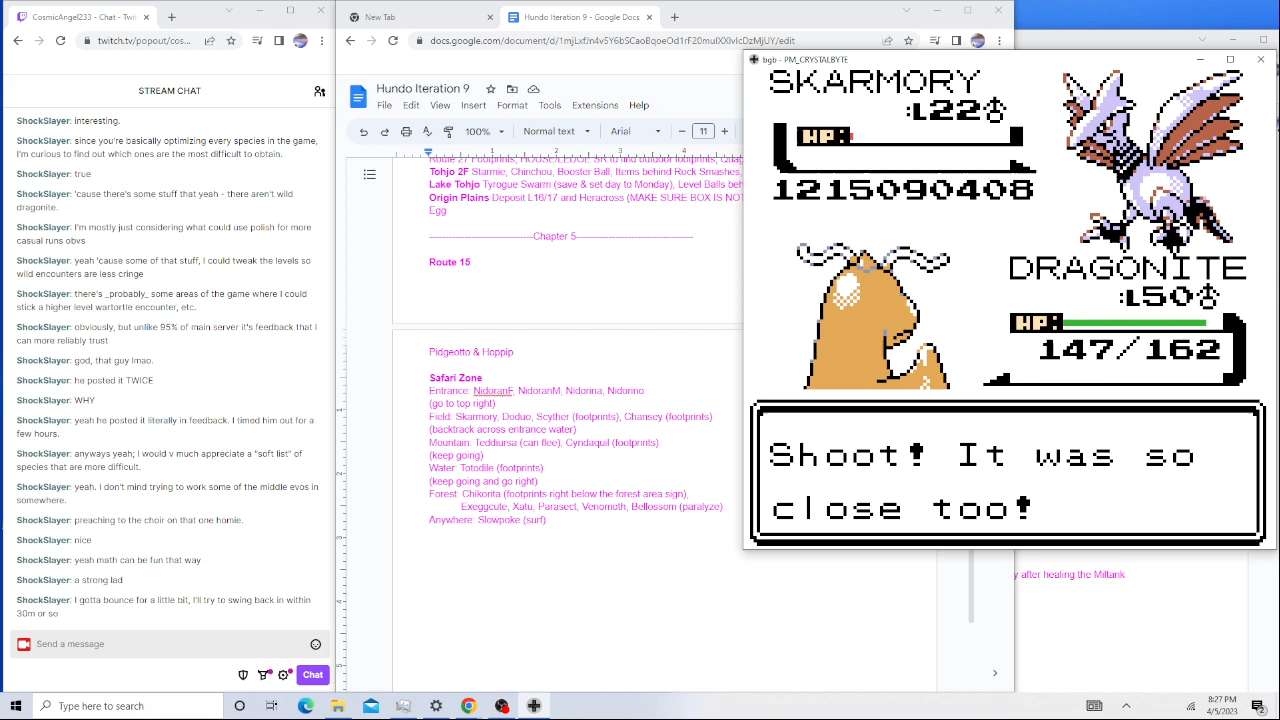 CosmicAngel233 - Chat - Twi
twitch.tv/popout/cos...
STREAM CHAT
ShockSlayer: interesting.
ShockSlayer: since you're basically optimizing every species in the game,
I'm curious to find out which ones are the most difficult to obtain.
ShockSlayer: true
ShockSlayer: 'cause there's some stuff that yeah - there aren't wild
dragonite.
ShockSlayer: I'm mostly just considering what could use polish for more
casual runs obvs
ShockSlayer: yeah 'cause some of that stuff, I could tweak the levels so
wild encounters are less cringe
ShockSlayer: there's _probably_ some areas of the game where I could
stick a higher level wartortle encounter, etc.
ShockSlayer: obviously, but unlike 95% of main server it's feedback that I
can more reliably trust
ShockSlayer: god, that guy lmao.
ShockSlayer: he posted it TWICE
ShockSlayer: WHY
ShockSlayer: yeah he posted it literally in feedback. I timed him out for a
few hours.
ShockSlayer: anyways yeah; I would v much appreciate a "soft list" of
species that are more difficult.
ShockSlayer: yeah. I don't mind trying to work some of the middle evos in
somewhere.
ShockSlayer: preaching to the choir on that one homie.
ShockSlayer: nice
ShockSlayer: yeah math can be fun that way
ShockSlayer: a strong lad
ShockSlayer: I gotta bounce for a little bit, I'll try to swing back in within
30m or so
Send a message
Chat
New Tab
Hundo Iteration 9 - Google Docs
Hundo Iteration 9
File Edit View Insert Format Tools Extensions Help
100% Normal text Arial 11
1 2 3 4
Tohjo 2F Starmie, Chinchou, Booster Ball, Items behind Rock Smashes,
Lake Tohjo Tyrogue Swarm (save & set day to Monday), Level Balls beh
Origin Plains Deposit L16/17 and Heracross (MAKE SURE BOX IS NOT
Egg
Chapter 5
Route 15
Pidgeotto & Hoppip
Safari Zone
Entrance: NidoranF, NidoranM, Nidorina, Nidorino
(go to top right)
Field: Skarmory, Doduo, Scyther (footprints), Chansey (footprints)
(backtrack across entrance water)
Mountain: Teddiursa (can flee), Cyndaquil (footprints)
(keep going)
Water: Totodile (footprints)
(keep going and go right)
Forest: Chikorita (footprints right below the forest area sign),
Exeggcute, Xatu, Parasect, Venomoth, Bellossom (paralyze)
Anywhere: Slowpoke (surf)
y after healing the Miltank
bgb - PM_CRYSTALBYTE
SKARMORY
:L22♂
HP:
1215090408
DRAGONITE
:L50♂
HP:
147/162
Shoot! It was so
close too!
Type here to search
8:27 PM
4/5/2023
2